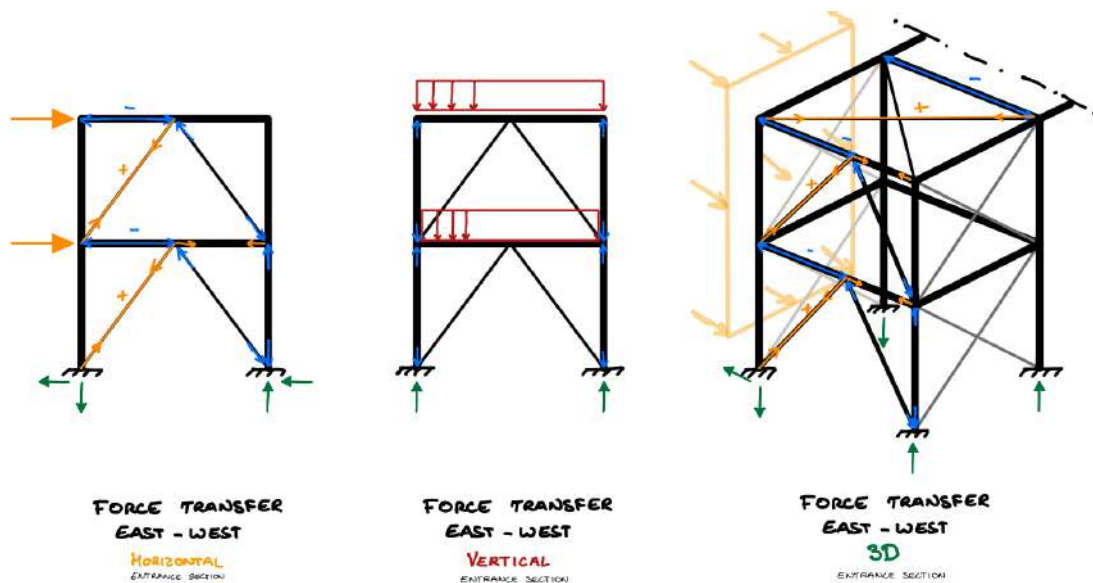 -
+
-
+
-
+
-
+
-
+
FORCE TRANSFER
EAST - WEST
HORIZONTAL
ENTRANCE SECTION
FORCE TRANSFER
EAST - WEST
VERTICAL
ENTRANCE SECTION
FORCE TRANSFER
EAST - WEST
3D
ENTRANCE SECTION